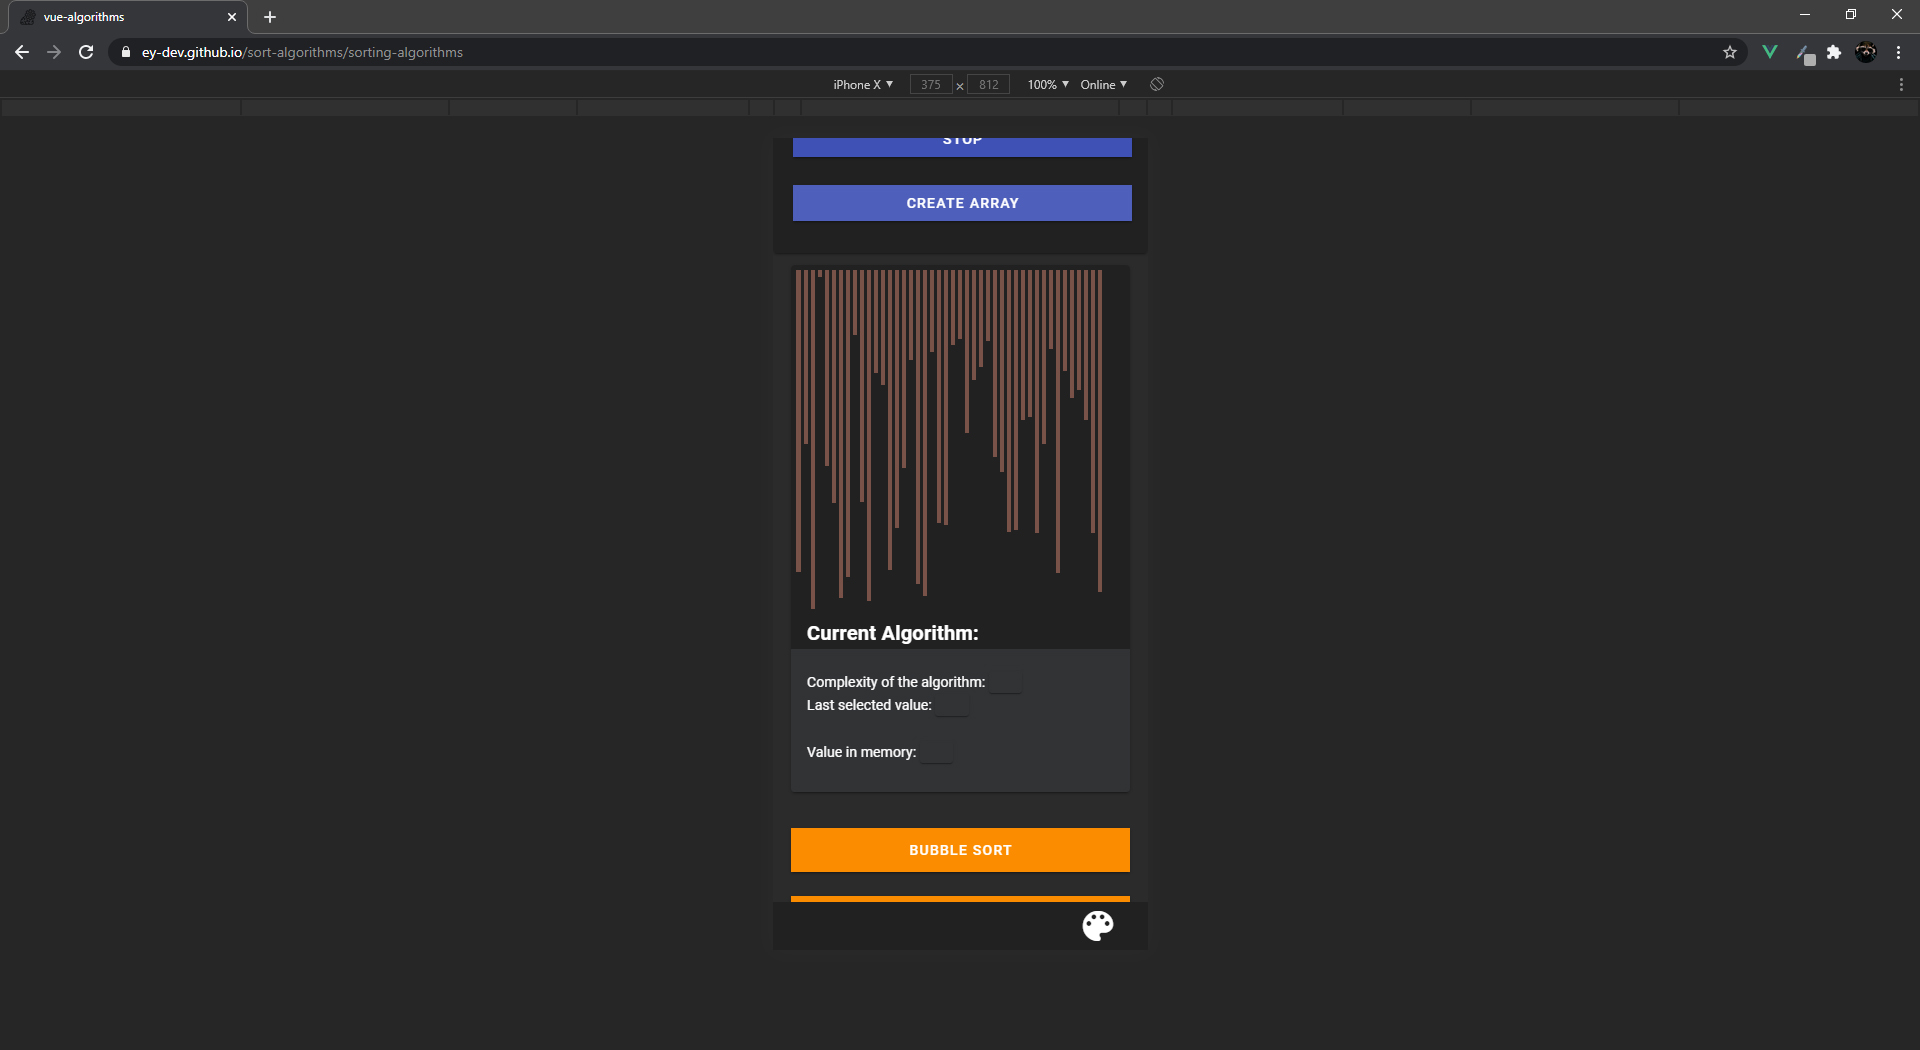 vue-algorithms
ey-dev.github.io/sort-algorithms/sorting-algorithms
iPhone X 375 × 812 100% Online
STOP
CREATE ARRAY
Current Algorithm:
Complexity of the algorithm:
Last selected value:
Value in memory:
BUBBLE SORT